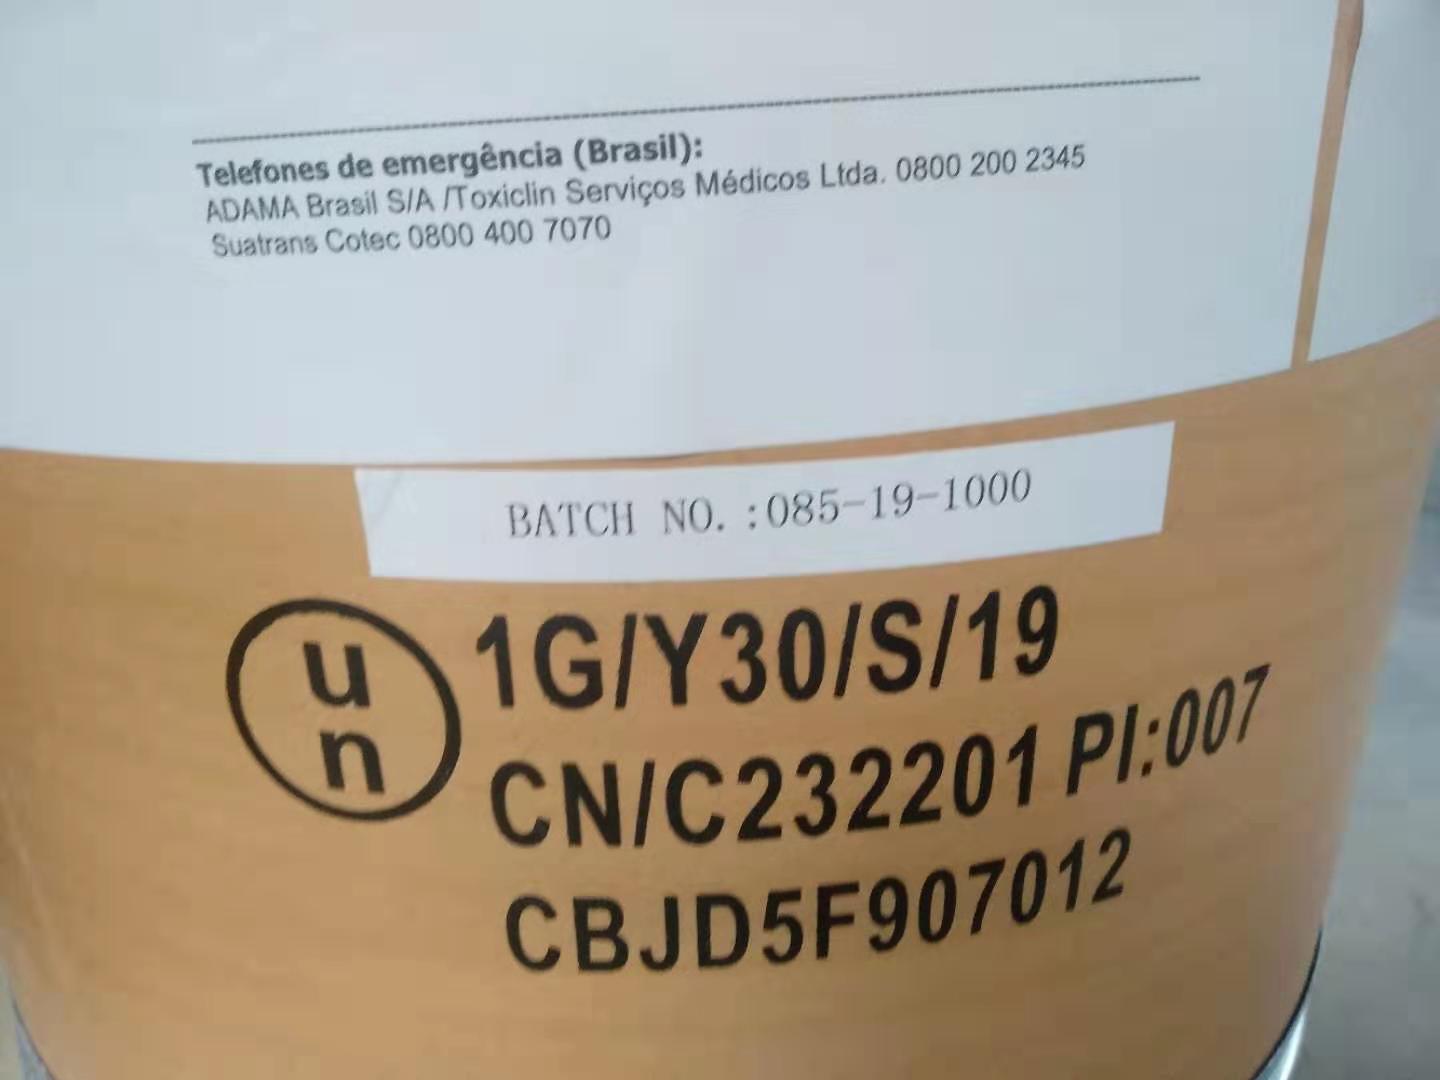 Telefones de emergência (Brasil):
ADAMA Brasil S/A /Toxiclin Serviços Médicos Ltda. 0800 200 2345
Suatrans Cotec 0800 400 7070
BATCH NO.:085-19-1000
un
1G/Y30/S/19
CN/C232201 PI:007
CBJD5F907012